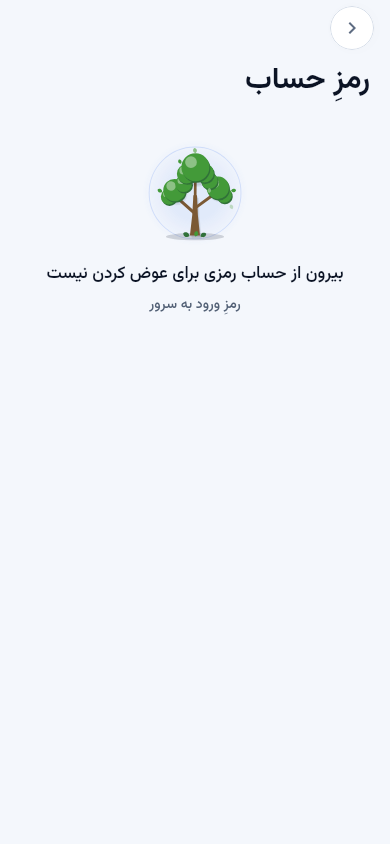 رمزِ حساب
بیرون از حساب رمزی برای عوض کردن نیست
رمزِ ورود به سرور